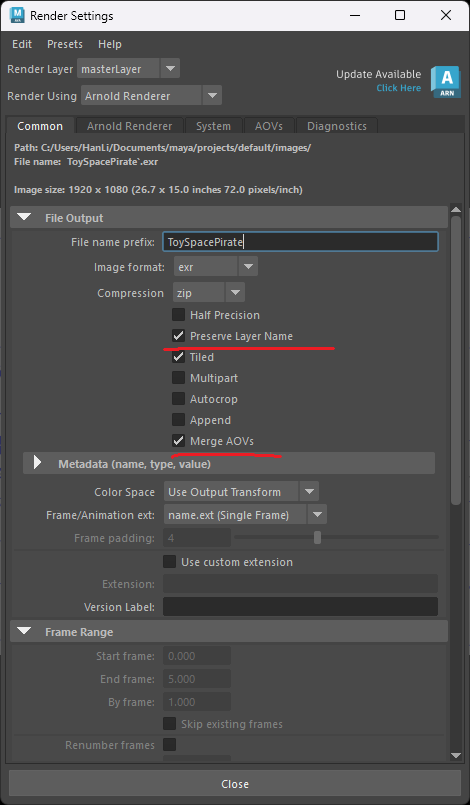 Render Settings
Edit Presets Help
Render Layer masterLayer
Update Available
Click Here
ARN
Render Using Arnold Renderer
Common Arnold Renderer System AOVs Diagnostics
Path: C:/Users/HanLi/Documents/maya/projects/default/images/
File name: ToySpacePirate`.exr
Image size: 1920 x 1080 (26.7 x 15.0 inches 72.0 pixels/inch)
File Output
File name prefix: ToySpacePirate
Image format: exr
Compression zip
Half Precision
Preserve Layer Name
Tiled
Multipart
Autocrop
Append
Merge AOVs
Metadata (name, type, value)
Color Space Use Output Transform
Frame/Animation ext: name.ext (Single Frame)
Frame padding: 4
Use custom extension
Extension:
Version Label:
Frame Range
Start frame: 0.000
End frame: 5.000
By frame: 1.000
Skip existing frames
Renumber frames
Close